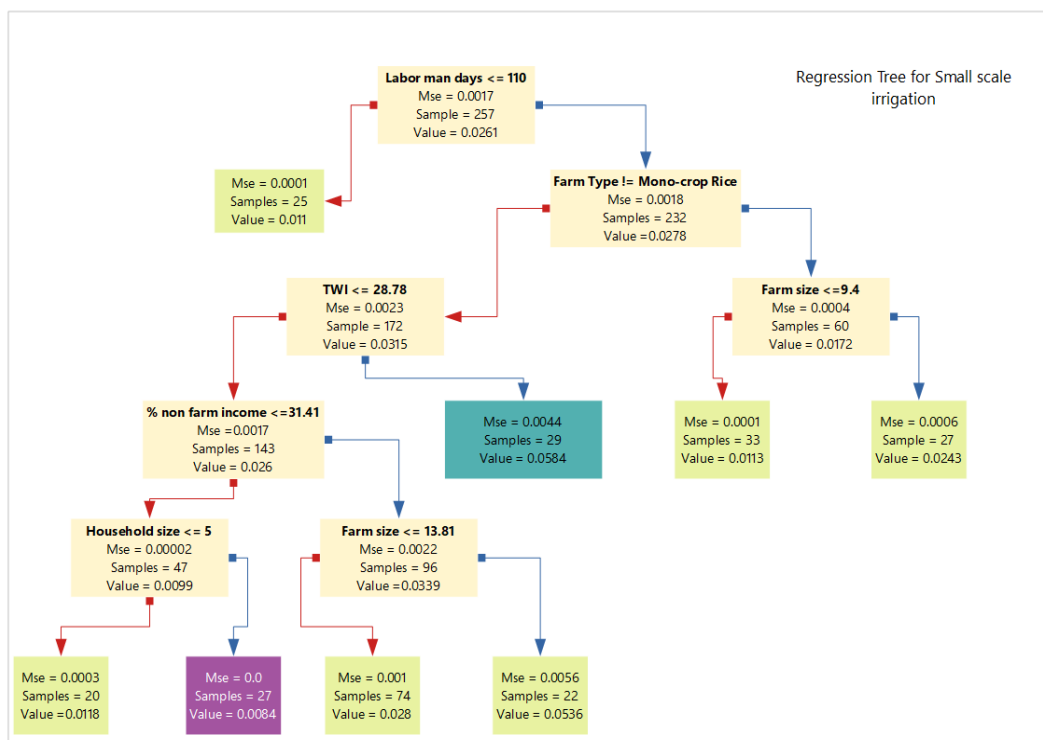 Regression Tree for Small scale
irrigation
Labor man days <= 110
Mse = 0.0017
Sample = 257
Value = 0.0261
Mse = 0.0001
Samples = 25
Value = 0.011
Farm Type != Mono-crop Rice
Mse = 0.0018
Samples = 232
Value =0.0278
TWI <= 28.78
Mse = 0.0023
Sample = 172
Value = 0.0315
Farm size <=9.4
Mse = 0.0004
Samples = 60
Value = 0.0172
% non farm income <=31.41
Mse =0.0017
Samples = 143
Value = 0.026
Mse = 0.0044
Samples = 29
Value = 0.0584
Mse = 0.0001
Samples = 33
Value = 0.0113
Mse = 0.0006
Sample = 27
Value = 0.0243
Household size <= 5
Mse = 0.00002
Samples = 47
Value =0.0099
Farm size <= 13.81
Mse = 0.0022
Samples = 96
Value =0.0339
Mse = 0.0003
Samples = 20
Value =0.0118
Mse = 0.0
Samples = 27
Value = 0.0084
Mse = 0.001
Samples = 74
Value = 0.028
Mse = 0.0056
Samples = 22
Value = 0.0536